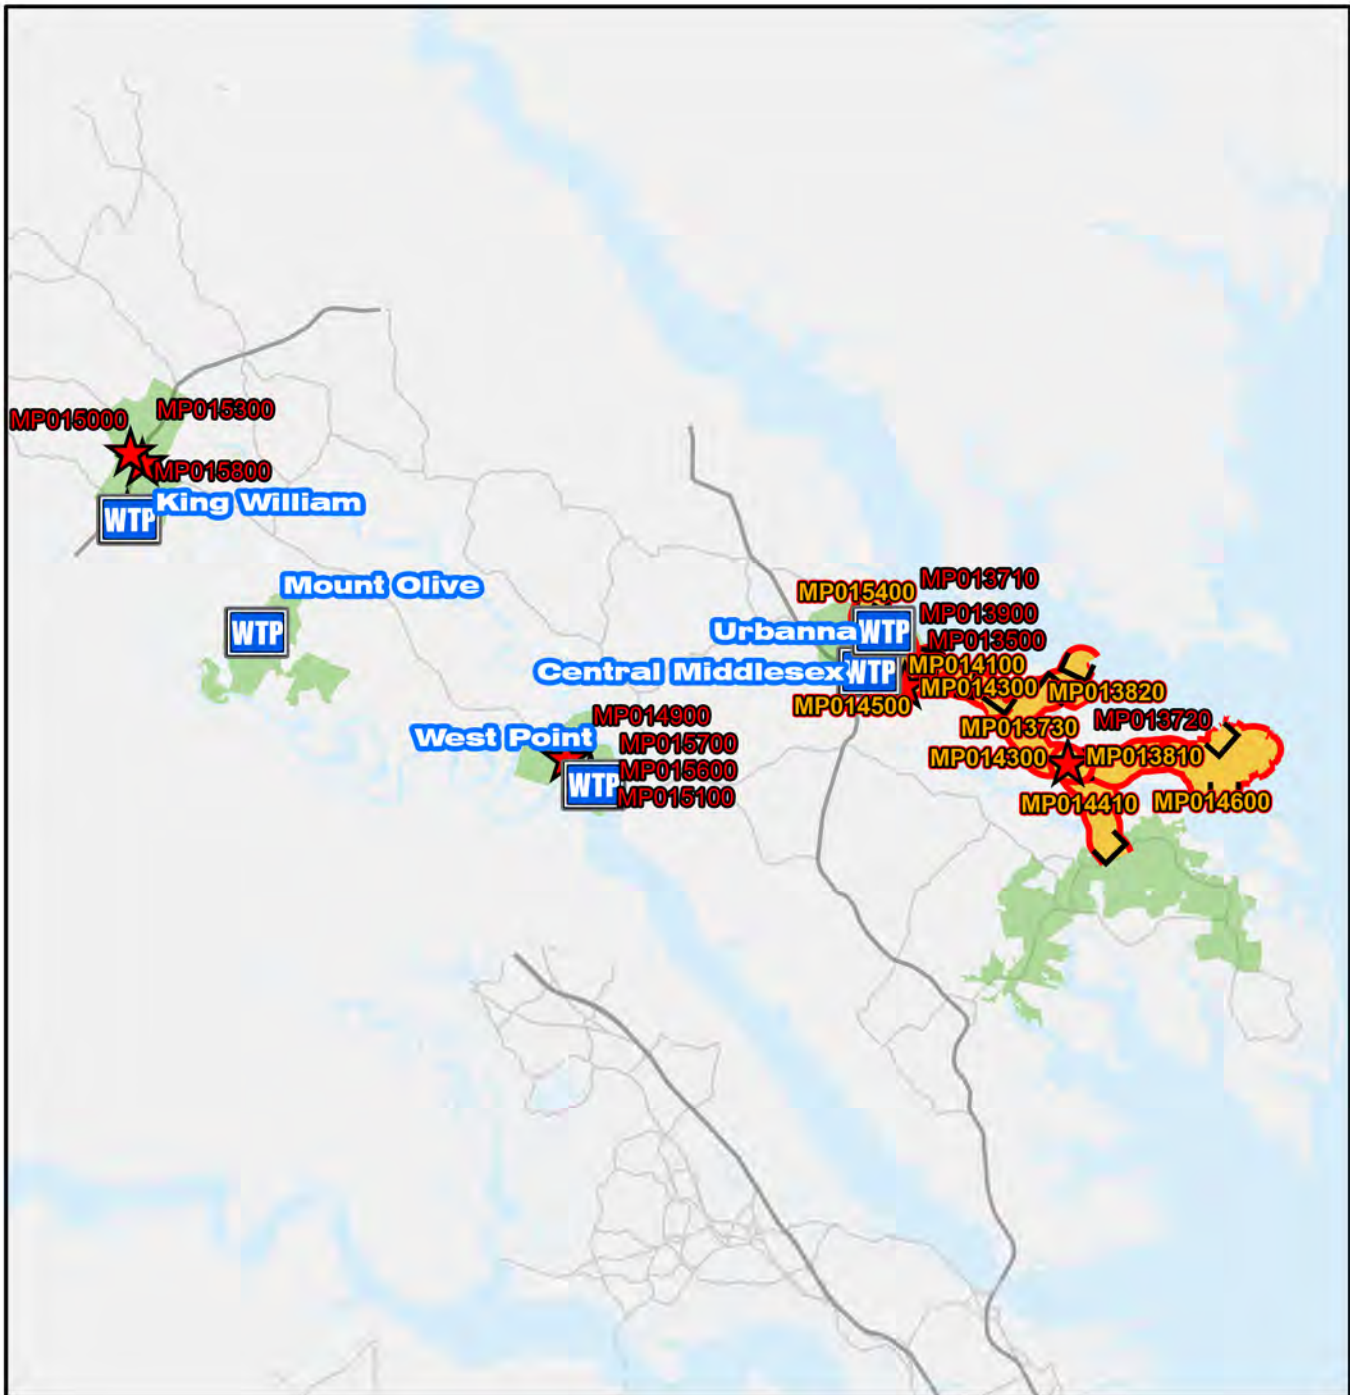 MP015300
MP015000
MP015800
King William
WTP
Mount Olive
WTP
MP013710
MP015400
MP013900
Urbanna
WTP
MP013500
MP014100
Central Middlesex
WTP
MP014300
MP013820
MP014500
MP014900
MP013720
MP013730
West Point
MP015700
MP014300
MP013810
MP015600
WTP
MP015100
MP014410
MP014600